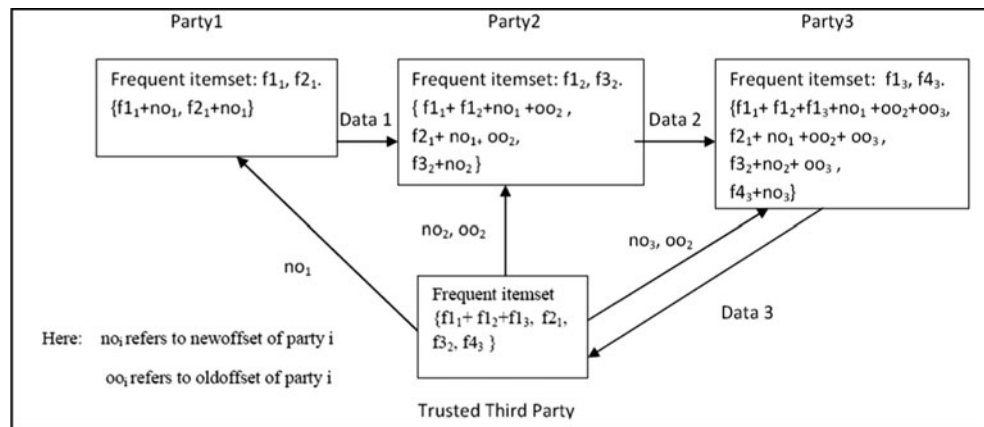 Party1
Party2
Party3
Frequent itemset: f1₁, f2₁.
{f1₁+no₁, f2₁+no₁}
Data 1
Frequent itemset: f1₂, f3₂.
{ f1₁+ f1₂+no₁ +oo₂ ,
f2₁+ no₁₊ oo₂,
f3₂+no₂ }
Data 2
Frequent itemset: f1₃, f4₃.
{f1₁+ f1₂+f1₃+no₁ +oo₂+oo₃,
f2₁+ no₁ +oo₂+ oo₃ ,
f3₂+no₂+ oo₃ ,
f4₃+no₃}
no₁
no₂, oo₂
no₃, oo₂
Data 3
Frequent itemset
{f1₁+ f1₂+f1₃, f2₁,
f3₂, f4₃ }
Here: noᵢ refers to newoffset of party i
ooᵢ refers to oldoffset of party i
Trusted Third Party